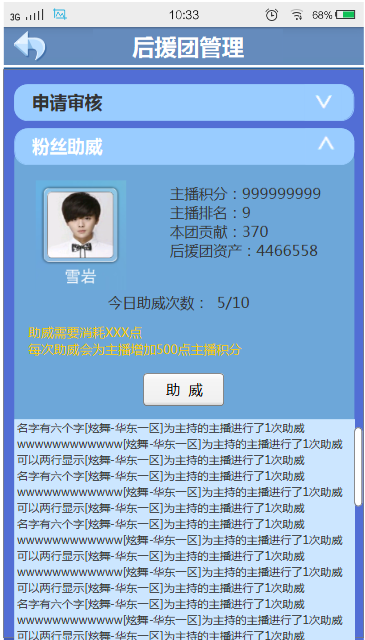 3G 10:33 68%
后援团管理
申请审核
粉丝助威
主播积分：999999999
主播排名：9
本团贡献：370
后援团资产：4466558
雪岩
今日助威次数： 5/10
助威需要消耗XXX点
每次助威会为主播增加500点主播积分
助 威
名字有六个字[炫舞-华东一区]为主持的主播进行了1次助威
wwwwwwwwwwww[炫舞-华东一区]为主持的主播进行了1次助威
可以两行显示[炫舞-华东一区]为主持的主播进行了1次助威
名字有六个字[炫舞-华东一区]为主持的主播进行了1次助威
wwwwwwwwwwww[炫舞-华东一区]为主持的主播进行了1次助威
可以两行显示[炫舞-华东一区]为主持的主播进行了1次助威
名字有六个字[炫舞-华东一区]为主持的主播进行了1次助威
wwwwwwwwwwww[炫舞-华东一区]为主持的主播进行了1次助威
可以两行显示[炫舞-华东一区]为主持的主播进行了1次助威
wwwwwwwwwwww[炫舞-华东一区]为主持的主播进行了1次助威
可以两行显示[炫舞-华东一区]为主持的主播进行了1次助威
名字有六个字[炫舞-华东一区]为主持的主播进行了1次助威
wwwwwwwwwwww[炫舞-华东一区]为主持的主播进行了1次助威
可以两行显示[炫舞-华东一区]为主持的主播进行了1次助威